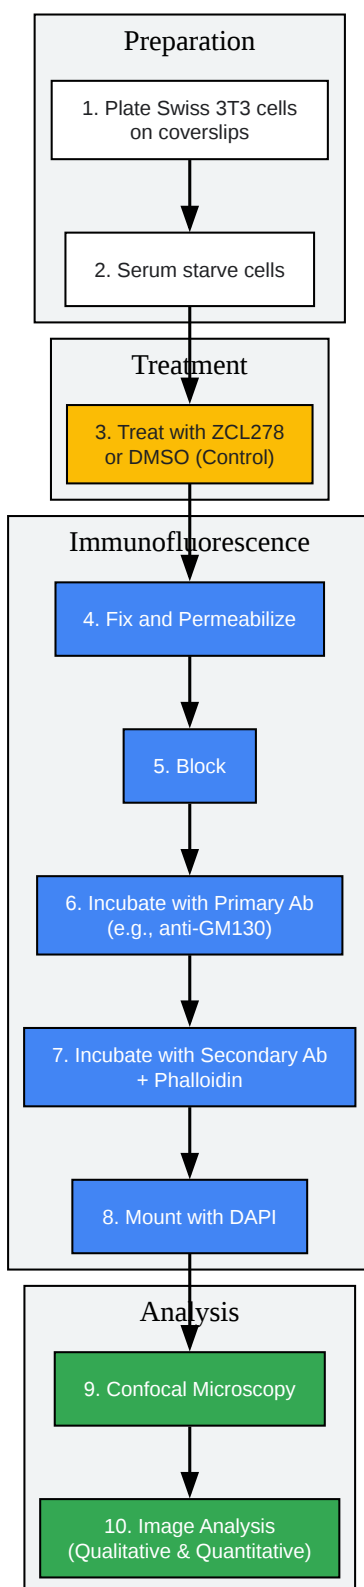 Preparation
1. Plate Swiss 3T3 cells
on coverslips
2. Serum starve cells
Treatment
3. Treat with ZCL278
or DMSO (Control)
Immunofluorescence
4. Fix and Permeabilize
5. Block
6. Incubate with Primary Ab
(e.g., anti-GM130)
7. Incubate with Secondary Ab
+ Phalloidin
8. Mount with DAPI
Analysis
9. Confocal Microscopy
10. Image Analysis
(Qualitative & Quantitative)